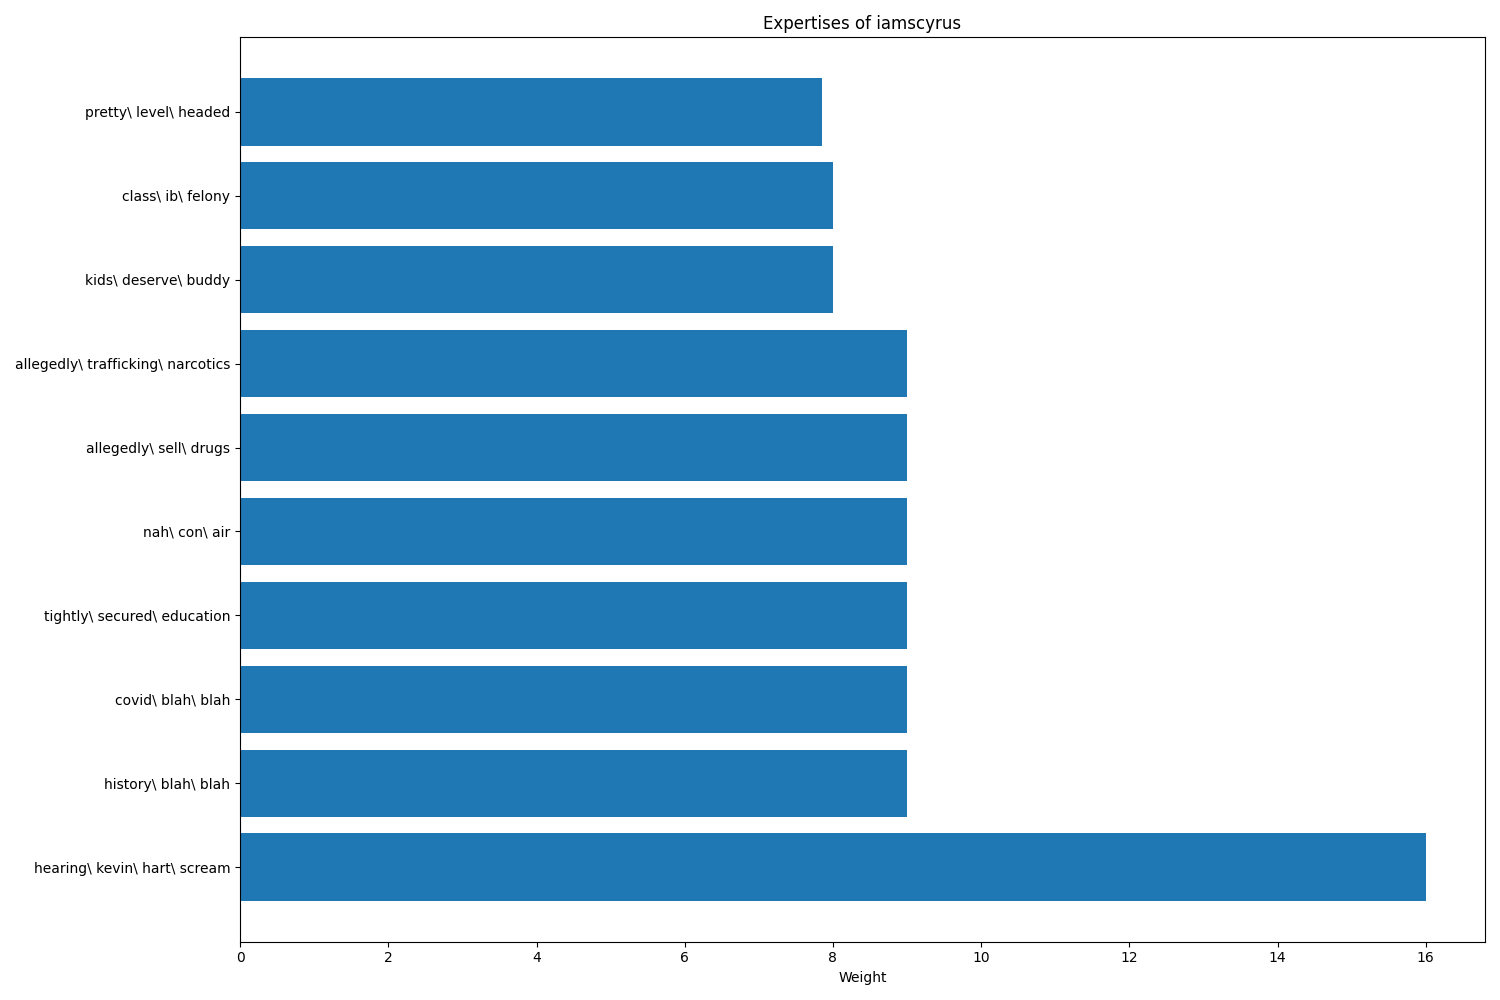 Expertises of iamscyrus
pretty\ level\ headed
class\ ib\ felony
kids\ deserve\ buddy
allegedly\ trafficking\ narcotics
allegedly\ sell\ drugs
nah\ con\ air
tightly\ secured\ education
covid\ blah\ blah
history\ blah\ blah
hearing\ kevin\ hart\ scream
0 2 4 6 8 10 12 14 16
Weight